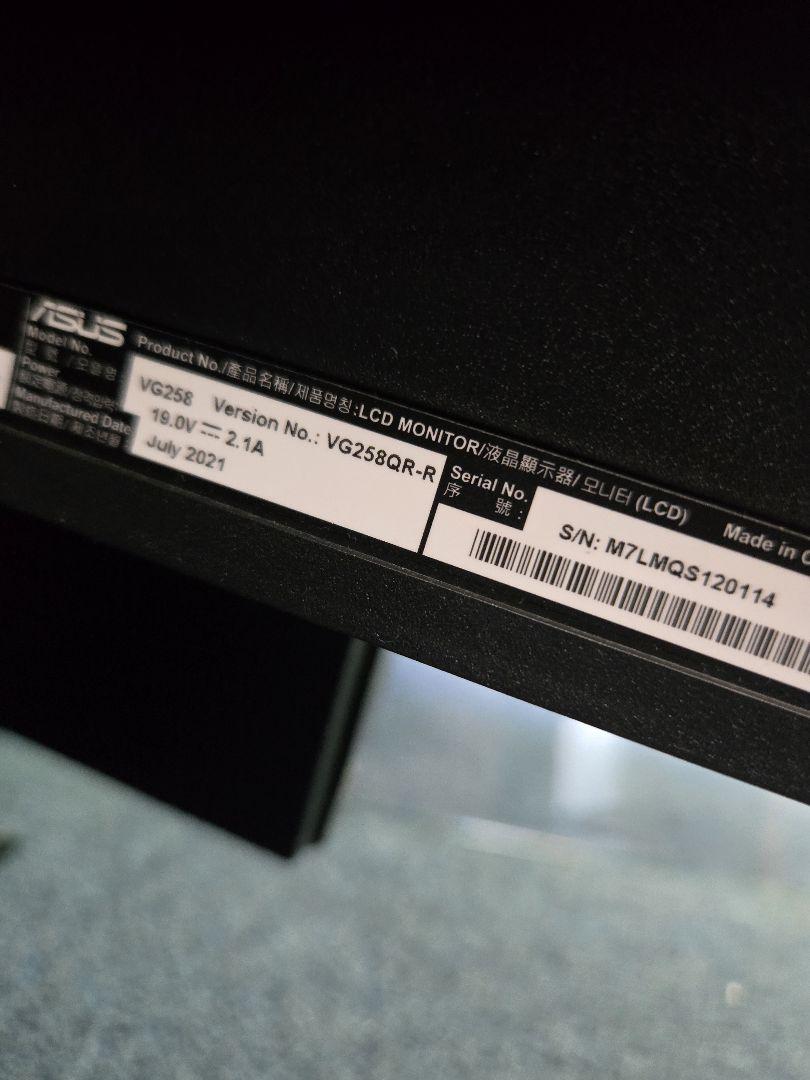 ASUS
Product No./產品名稱/제품명칭:LCD MONITOR/液晶顯示器/모니터 (LCD)
Made in
Model No.
Power
Manufactured Date
VG258 Version No.: VG258QR-R
19.0V ⎓ 2.1A
July 2021
Serial No.
序 號:
S/N: M7LMQS120114